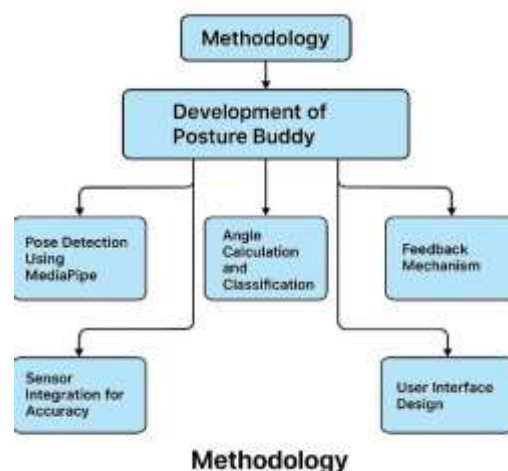 Methodology
Development of
Posture Buddy
Pose Detection
Using
MediaPipe
Angle
Calculation
and
Classification
Feedback
Mechanism
Sensor
Integration for
Accuracy
User Interface
Design
Methodology